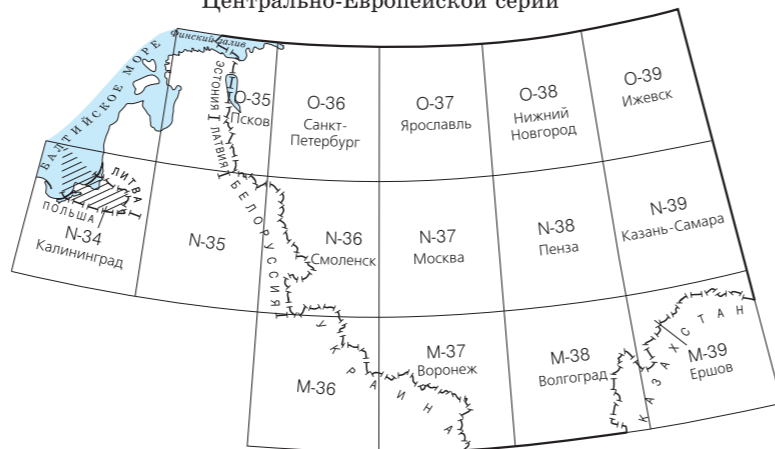 Центрально-Европейской серии
Финский залив
БАЛТИЙСКОЕ МОРЕ
ЭСТОНИЯ
ЛАТВИЯ
О-35
Псков
О-36
Санкт-
Петербург
О-37
Ярославль
О-38
Нижний
Новгород
О-39
Ижевск
ЛИТВА
ПОЛЬША
БЕЛОРУССИЯ
N-34
Калининград
N-35
N-36
Смоленск
N-37
Москва
N-38
Пенза
N-39
Казань-Самара
УКРАИНА
КАЗАХСТАН
М-36
М-37
Воронеж
М-38
Волгоград
М-39
Ершов